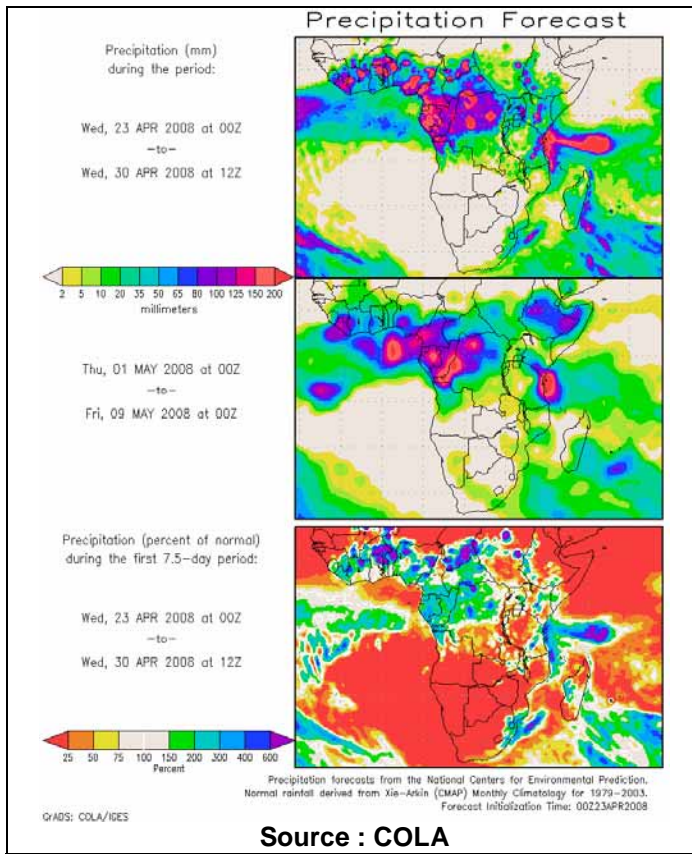 Precipitation Forecast
Precipitation (mm)
during the period:
Wed, 23 APR 2008 at 00Z
-to-
Wed, 30 APR 2008 at 12Z
2 5 10 20 35 50 65 80 100 125 150 200
millimeters
Thu, 01 MAY 2008 at 00Z
-to-
Fri, 09 MAY 2008 at 00Z
Precipitation (percent of normal)
during the first 7.5-day period:
Wed, 23 APR 2008 at 00Z
-to-
Wed, 30 APR 2008 at 12Z
25 50 75 100 150 200 300 400 600
Percent
Precipitation forecasts from the National Centers for Environmental Prediction.
Normal rainfall derived from Xie-Arkin (CMAP) Monthly Climatology for 1979-2003.
Forecast Initialization Time: 00Z23APR2008
GrADS: COLA/IGES
Source : COLA